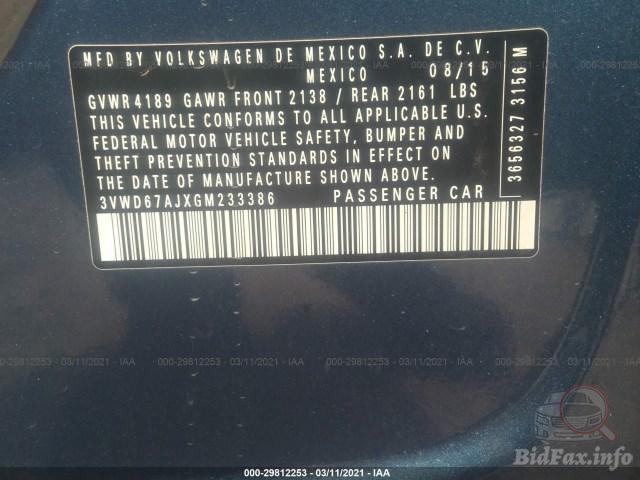 MFD BY VOLKSWAGEN DE MEXICO S.A. DE C.V.
MEXICO 08/15
GVWR 4189 GAWR FRONT 2138 / REAR 2161 LBS
THIS VEHICLE CONFORMS TO ALL APPLICABLE U.S.
FEDERAL MOTOR VEHICLE SAFETY, BUMPER AND
THEFT PREVENTION STANDARDS IN EFFECT ON
THE DATE OF MANUFACTURE SHOWN ABOVE.
3VWD67AJXGM233386 PASSENGER CAR
3656327 3156 M
000-29812253 - 03/11/2021 - IAA
BidFax.info